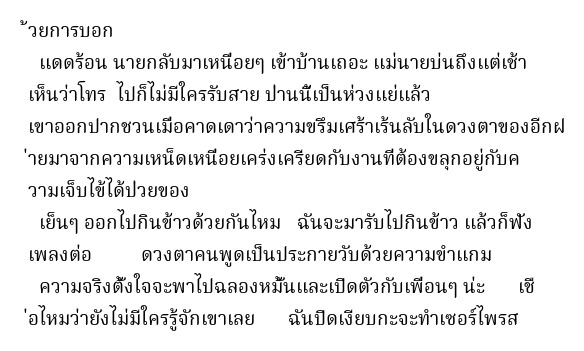 ้วยการบอก
แดดร้อน นายกลับมาเหนื่อยๆ เข้าบ้านเถอะ แม่นายบ่นถึงแต่เช้า
เห็นว่าโทร ไปก็ไม่มีใครรับสาย ปานนี้เป็นห่วงแย่แล้ว
เขาออกปากชวนเมื่อคาดเดาว่าความขรึมเศร้าเร้นลับในดวงตาของอีกฝ
่ายมาจากความเหน็ดเหนื่อยเคร่งเครียดกับงานที่ต้องขลุกอยู่กับค
วามเจ็บไข้ได้ป่วยของ
เย็นๆ ออกไปกินข้าวด้วยกันไหม ฉันจะมารับไปกินข้าว แล้วก็ฟัง
เพลงต่อ ดวงตาคนพูดเป็นประกายวับด้วยความขำแกม
ความจริงตั้งใจจะพาไปฉลองหมั้นและเปิดตัวกับเพื่อนๆ น่ะ เชื
่อไหมว่ายังไม่มีใครรู้จักเขาเลย ฉันปิดเงียบกะจะทำเซอร์ไพรส